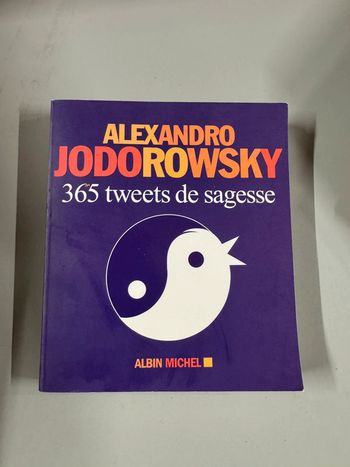 ALEXANDRO
JODOROWSKY
365 tweets de sagesse
ALBIN MICHEL